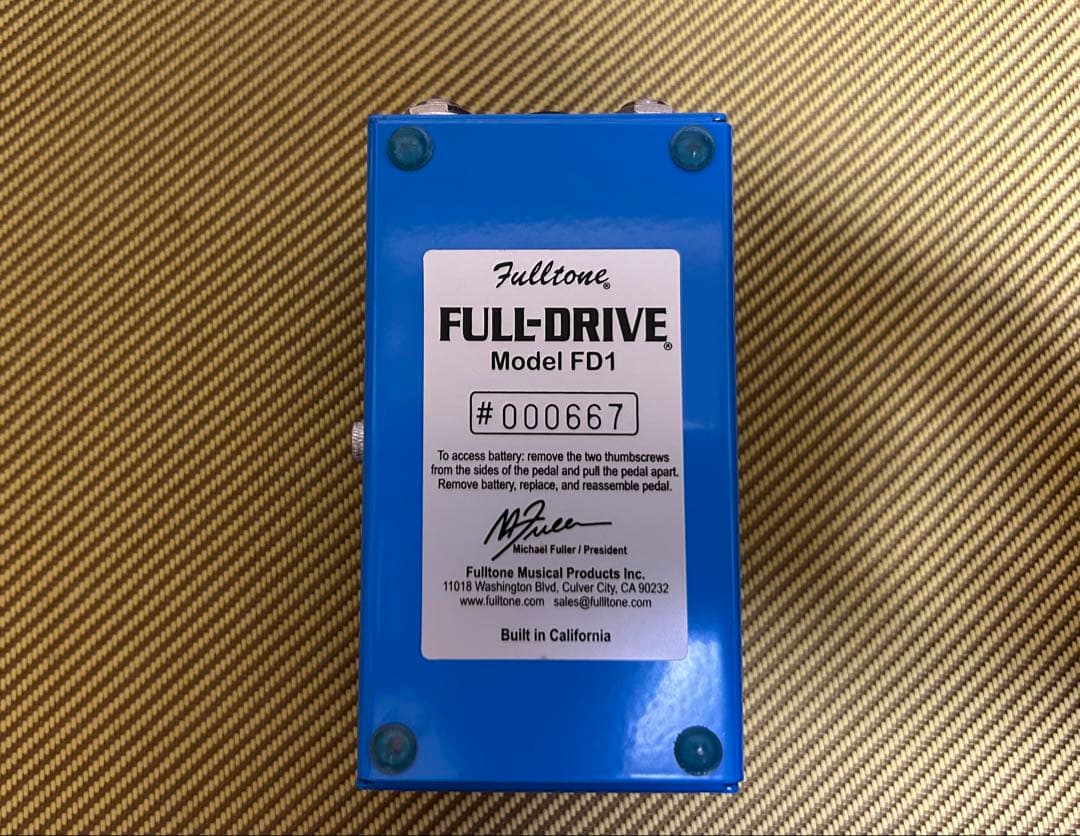 Fulltone®
FULL-DRIVE®
Model FD1
#000667
To access battery: remove the two thumbscrews
from the sides of the pedal and pull the pedal apart.
Remove battery, replace, and reassemble pedal.
M Fuller
Michael Fuller / President
Fulltone Musical Products Inc.
11018 Washington Blvd, Culver City, CA 90232
www.fulltone.com sales@fullltone.com
Built in California